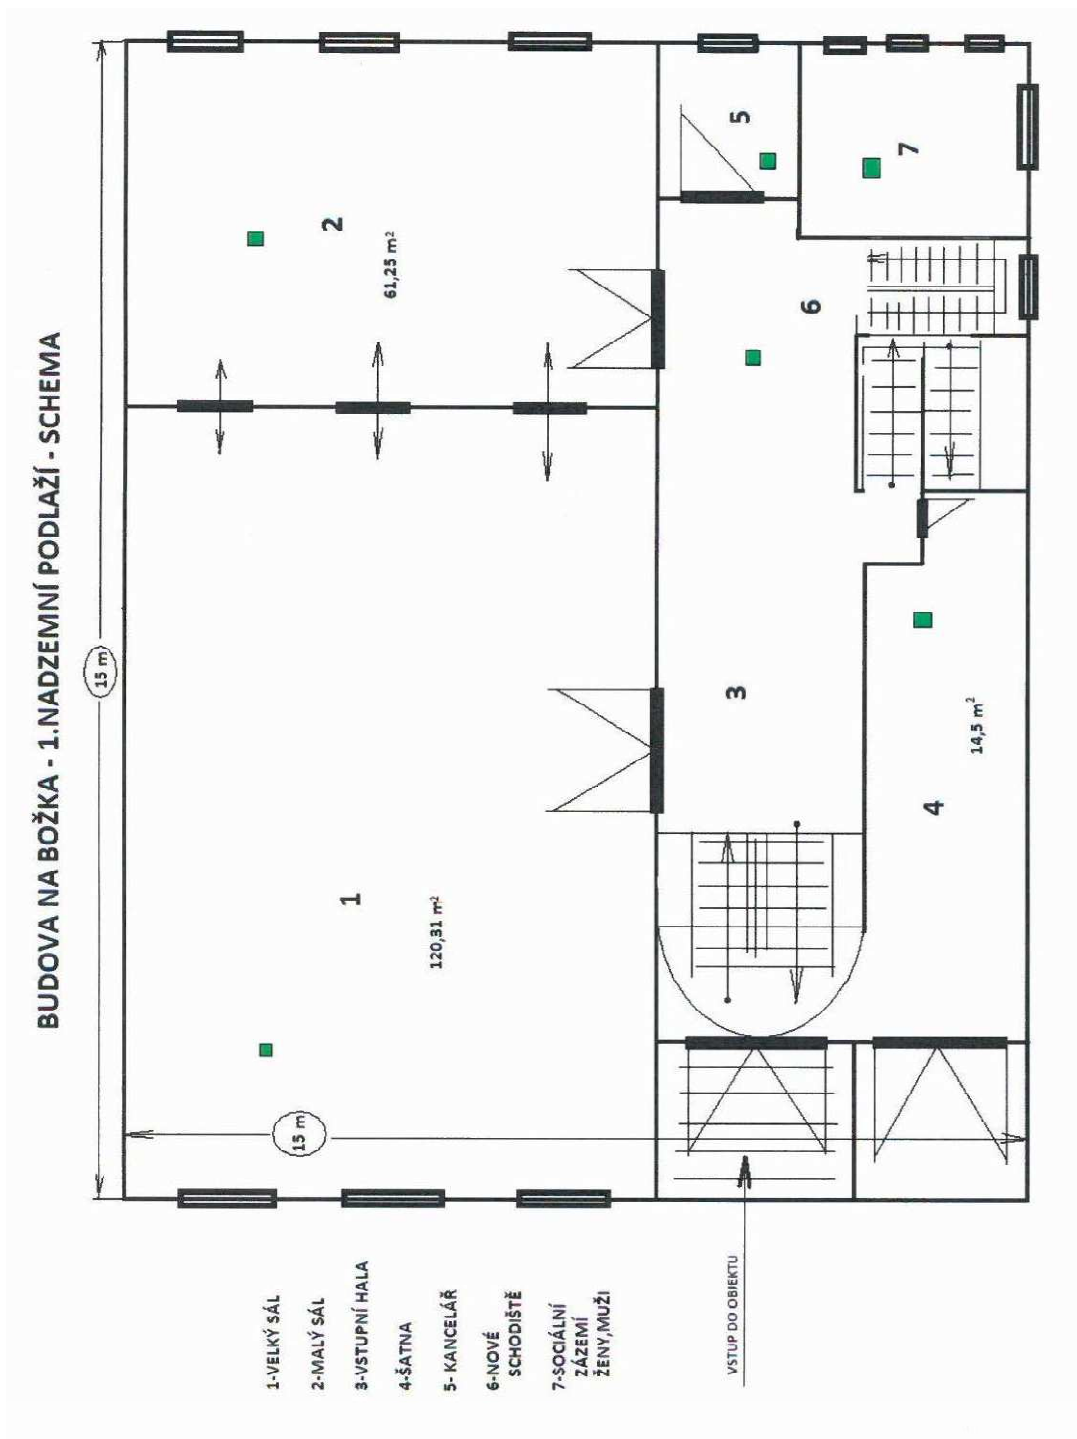 BUDOVA NA BOŽKA - 1.NADZEMNÍ PODLAŽÍ - SCHEMA
15 m
2
61,25 m²
5
7
6
1
120,31 m²
3
4
14,5 m²
15 m
1-VELKÝ SÁL
2-MALÝ SÁL
3-VSTUPNÍ HALA
4-ŠATNA
5- KANCELÁŘ
6-NOVÉ
SCHODIŠTĚ
7-SOCIÁLNÍ
ZÁZEMÍ
ŽENY,MUŽI
VSTUP DO OBJEKTU